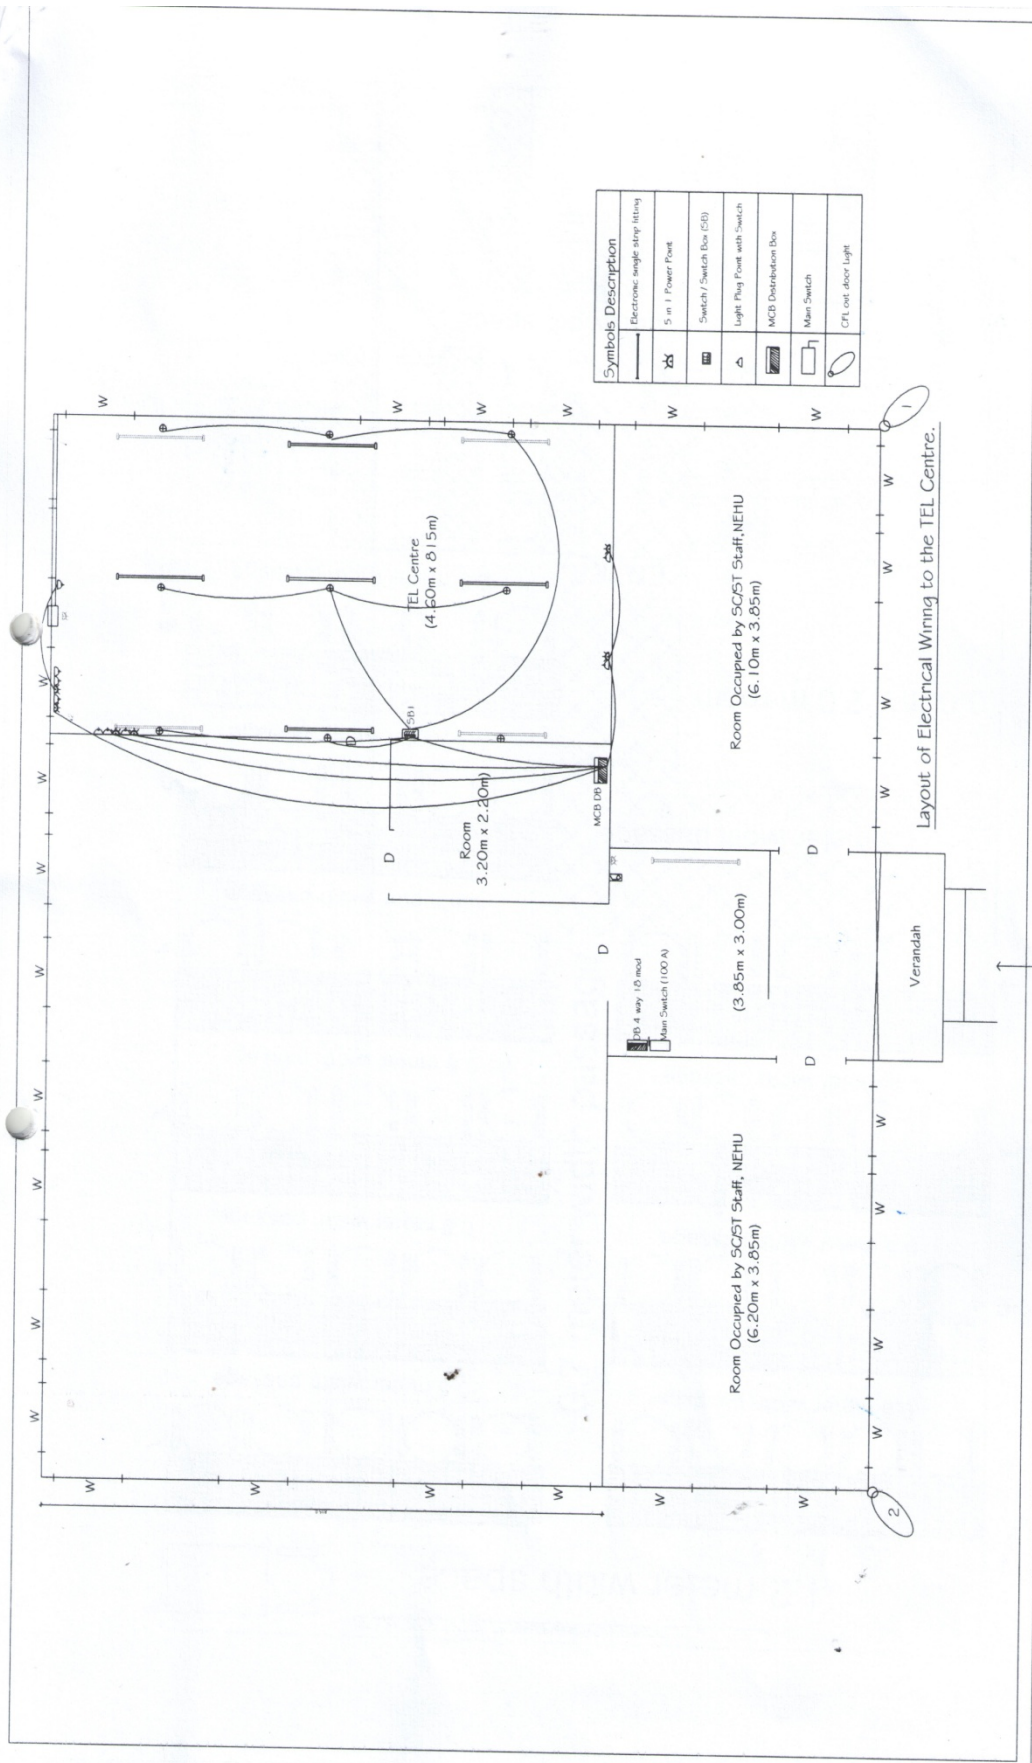 W
W
W
W
W
W
W
W
W
W
W
W
TEL Centre
(4.60m x 815m)
SB1
Room
3.20m x 2.20m)
D
D
D
MCB DB
DB 4 way 18 mod
Main Switch (100 A)
(3.85m x 3.00m)
D
D
Verandah
Room Occupied by SC/ST Staff, NEHU
(6.20m x 3.85m)
Room Occupied by SC/ST Staff,NEHU
(6.10m x 3.85m)
W
W
W
W
W
W
W
W
W
W
W
W
W
W
2
1
Symbols Description
Electronic single strip fitting
5 in 1 Power Point
Switch / Switch Box (SB)
Light Plug Point with Switch
MCB Distribution Box
Main Switch
CFL out door Light
Layout of Electrical Wiring to the TEL Centre.